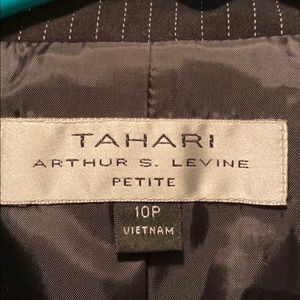 TAHARI
ARTHUR S. LEVINE
PETITE
10P
VIETNAM